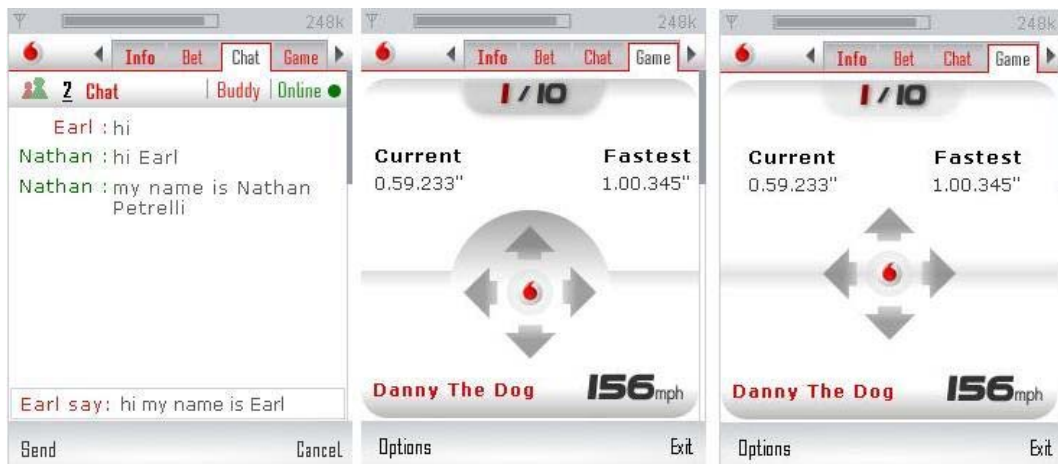 248k
Info Bet Chat Game
2 Chat Buddy Online
Earl : hi
Nathan : hi Earl
Nathan : my name is Nathan
Petrelli
Earl say: hi my name is Earl
Send Cancel
248k
Info Bet Chat Game
1 / 10
Current Fastest
0.59.233" 1.00.345"
Danny The Dog 156mph
Options Exit
248k
Info Bet Chat Game
1 / 10
Current Fastest
0.59.233" 1.00.345"
Danny The Dog 156mph
Options Exit